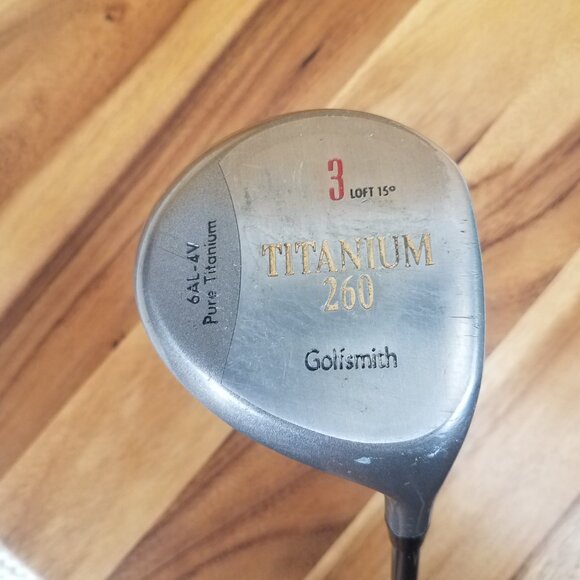 3 LOFT 15°
TITANIUM
260
Golfsmith
6AL-4V
Pure Titanium